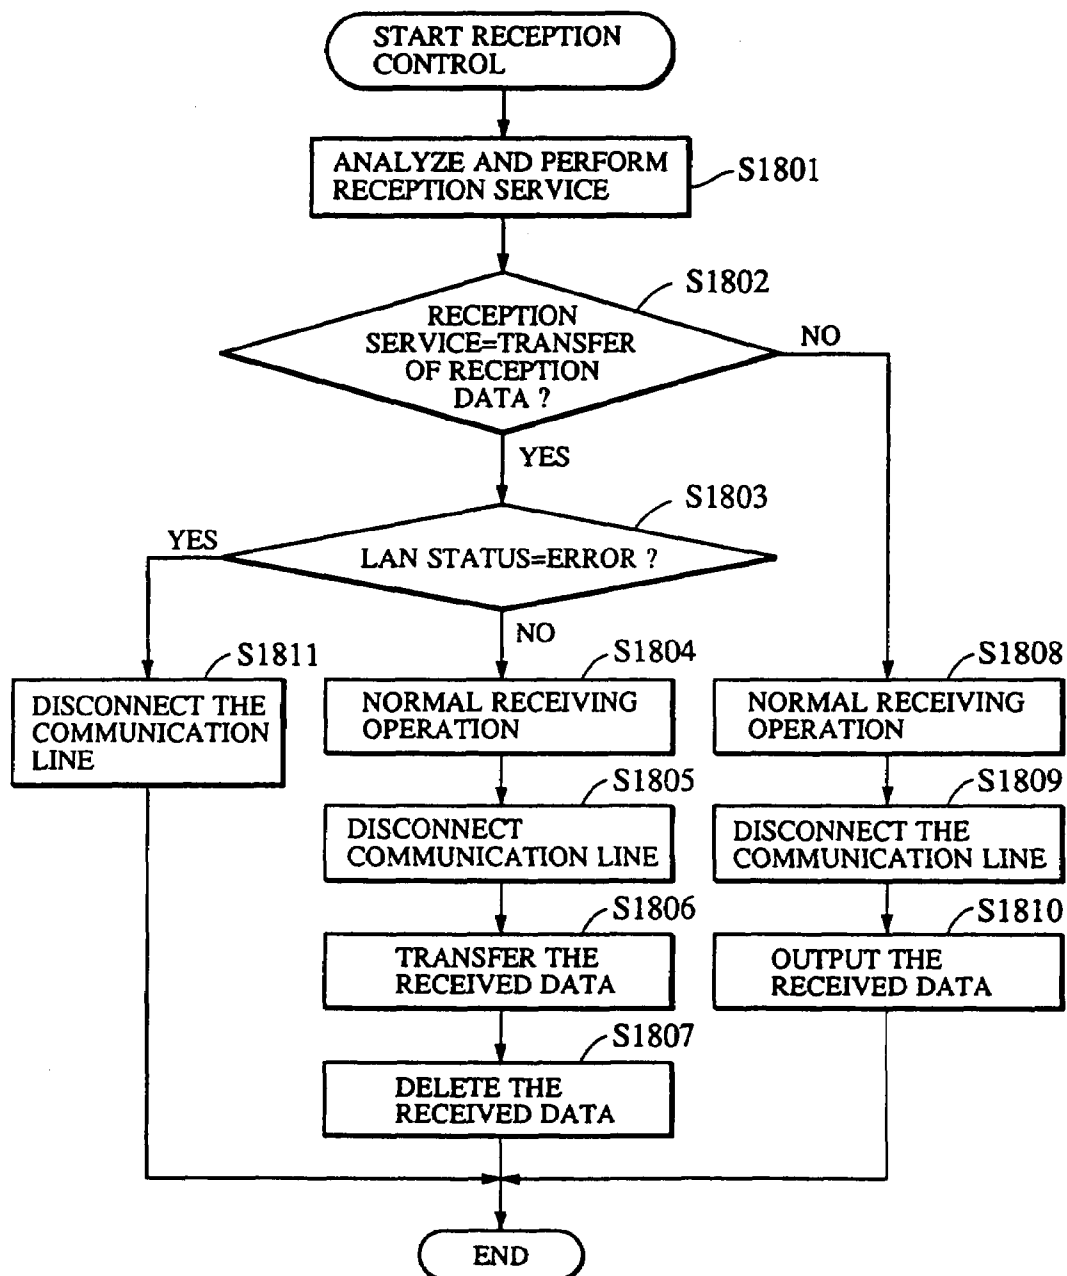 START RECEPTION
CONTROL
ANALYZE AND PERFORM
RECEPTION SERVICE
S1801
S1802
RECEPTION
SERVICE=TRANSFER
OF RECEPTION
DATA ?
NO
YES
S1803
YES
LAN STATUS=ERROR ?
NO
S1811
DISCONNECT THE
COMMUNICATION
LINE
S1804
NORMAL RECEIVING
OPERATION
S1808
NORMAL RECEIVING
OPERATION
S1805
DISCONNECT
COMMUNICATION LINE
S1809
DISCONNECT THE
COMMUNICATION LINE
S1806
TRANSFER THE
RECEIVED DATA
S1810
OUTPUT THE
RECEIVED DATA
S1807
DELETE THE
RECEIVED DATA
END